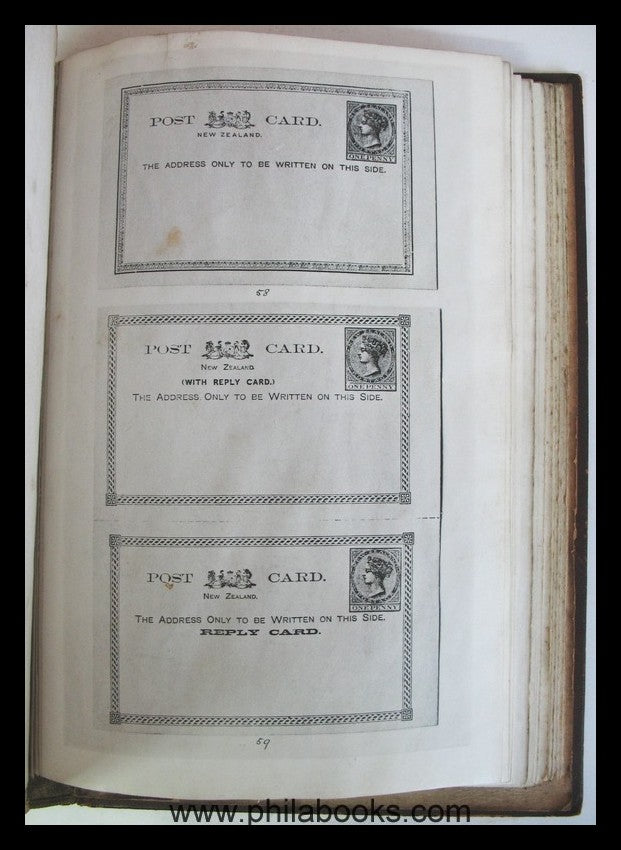 POST CARD.
NEW ZEALAND.
ONE PENNY
THE ADDRESS ONLY TO BE WRITTEN ON THIS SIDE.
58
POST CARD.
NEW ZEALAND
ONE PENNY
(WITH REPLY CARD.)
THE ADDRESS ONLY TO BE WRITTEN ON THIS SIDE.
POST CARD.
NEW ZEALAND.
ONE PENNY
THE ADDRESS ONLY TO BE WRITTEN ON THIS SIDE.
REPLY CARD.
59
www.philabooks.com